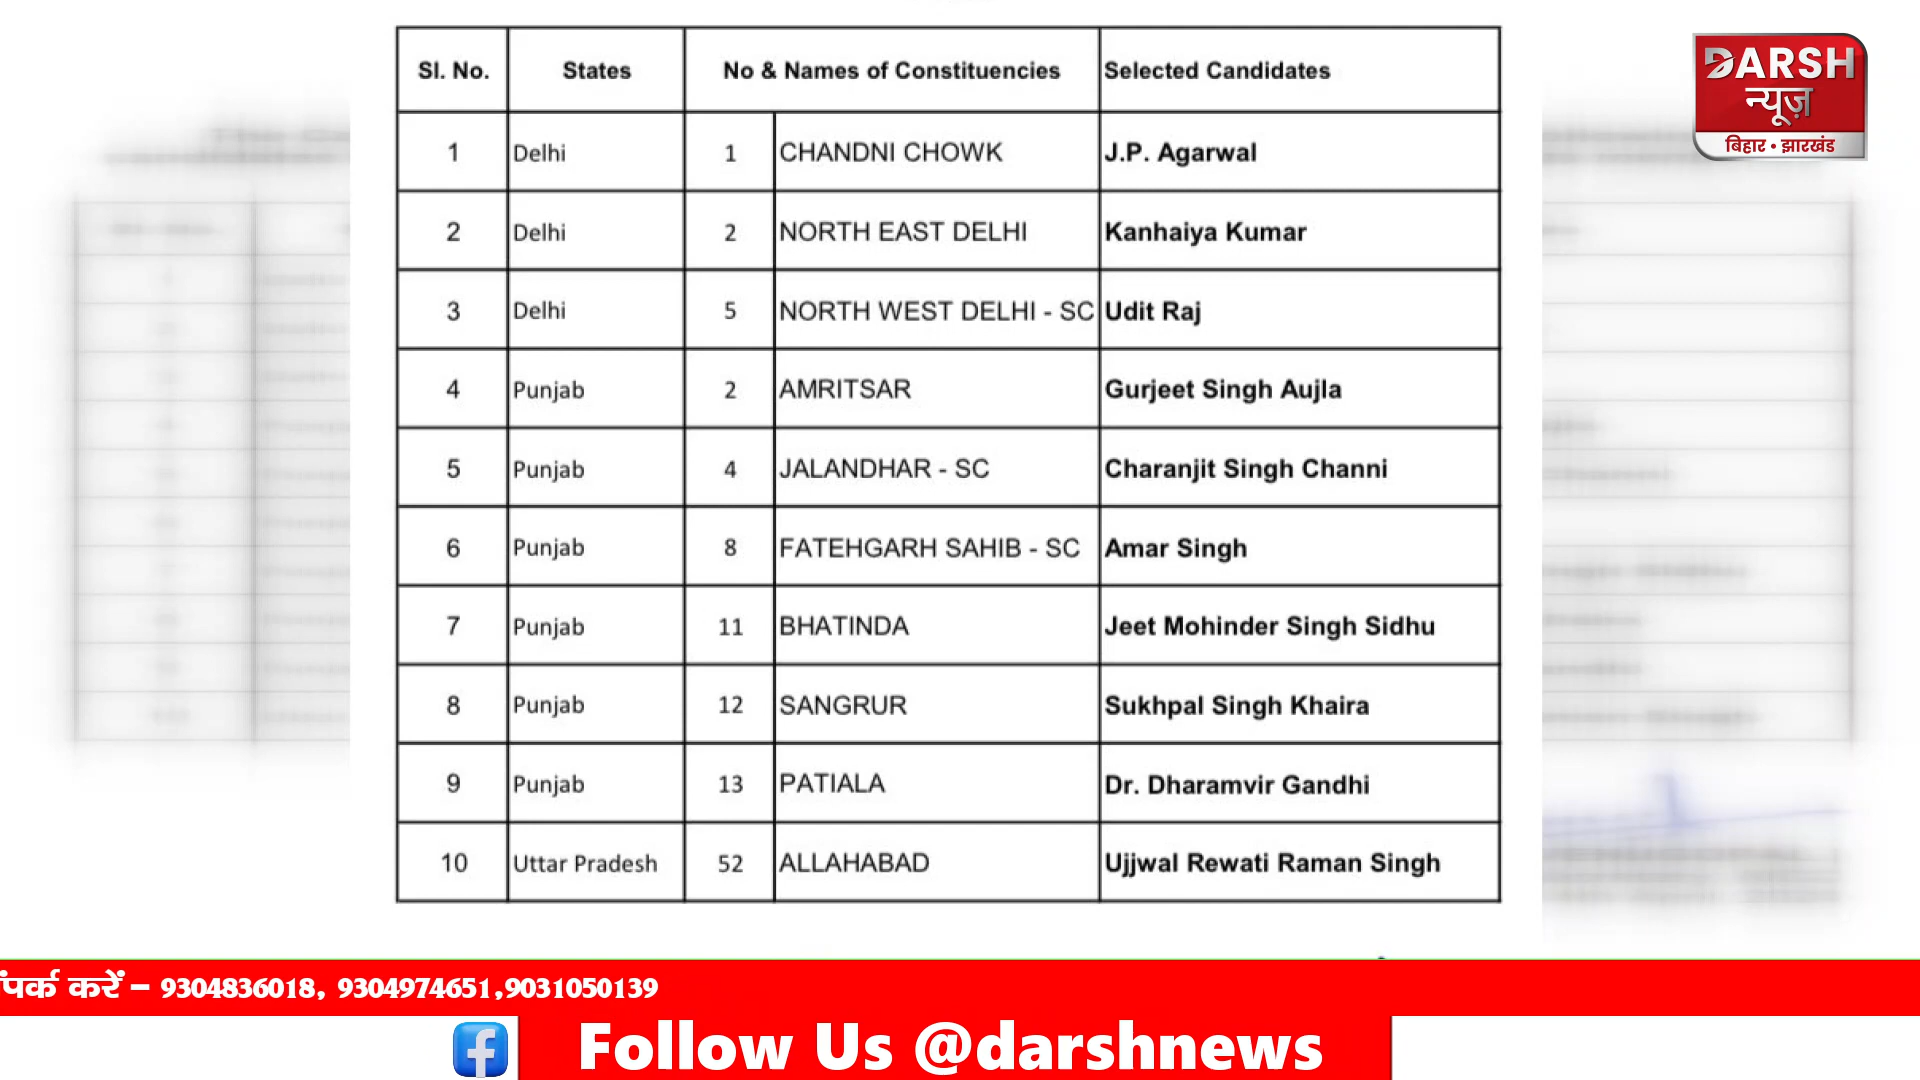 Sl. No. States No & Names of Constituencies Selected Candidates
1 Delhi 1 CHANDNI CHOWK J.P. Agarwal
2 Delhi 2 NORTH EAST DELHI Kanhaiya Kumar
3 Delhi 5 NORTH WEST DELHI - SC Udit Raj
4 Punjab 2 AMRITSAR Gurjeet Singh Aujla
5 Punjab 4 JALANDHAR - SC Charanjit Singh Channi
6 Punjab 8 FATEHGARH SAHIB - SC Amar Singh
7 Punjab 11 BHATINDA Jeet Mohinder Singh Sidhu
8 Punjab 12 SANGRUR Sukhpal Singh Khaira
9 Punjab 13 PATIALA Dr. Dharamvir Gandhi
10 Uttar Pradesh 52 ALLAHABAD Ujjwal Rewati Raman Singh
DARSH
न्यूज़
बिहार • झारखंड
करें – 9304836018, 9304974651,9031050139
Follow Us @darshnews